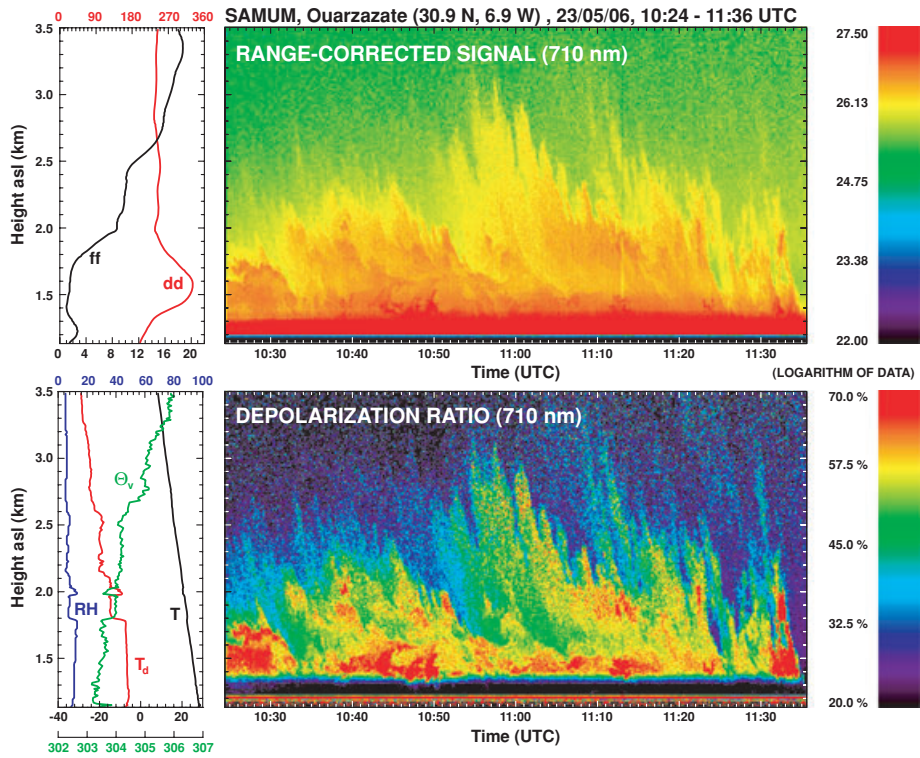 0 90 180 270 360
SAMUM, Ouarzazate (30.9 N, 6.9 W) , 23/05/06, 10:24 - 11:36 UTC
RANGE-CORRECTED SIGNAL (710 nm)
Height asl (km)
3.5
3.0
2.5
2.0
1.5
ff
dd
0 4 8 12 16 20
10:30 10:40 10:50 11:00 11:10 11:20 11:30
Time (UTC)
27.50
26.13
24.75
23.38
22.00
(LOGARITHM OF DATA)
0 20 40 60 80 100
DEPOLARIZATION RATIO (710 nm)
Height asl (km)
3.5
3.0
2.5
2.0
1.5
Θv
RH
T
Td
-40 -20 0 20
302 303 304 305 306 307
10:30 10:40 10:50 11:00 11:10 11:20 11:30
Time (UTC)
70.0 %
57.5 %
45.0 %
32.5 %
20.0 %